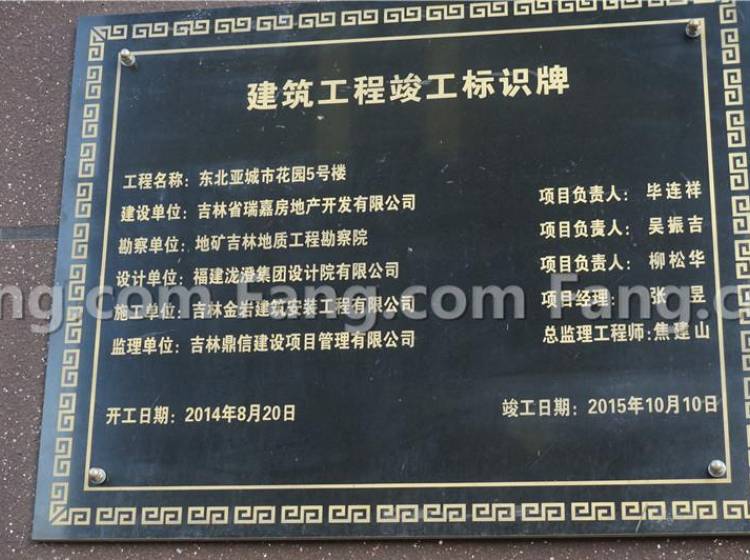 建筑工程竣工标识牌
工程名称：东北亚城市花园5号楼
建设单位：吉林省瑞嘉房地产开发有限公司 项目负责人：毕连祥
勘察单位：地矿吉林地质工程勘察院 项目负责人：吴振吉
设计单位：福建泷澄集团设计院有限公司 项目负责人：柳松华
施工单位：吉林金岩建筑安装工程有限公司 项目经理：张 昱
监理单位：吉林鼎信建设项目管理有限公司 总监理工程师：焦建山
开工日期：2014年8月20日 竣工日期：2015年10月10日
ng.com Fang.com Fang.c